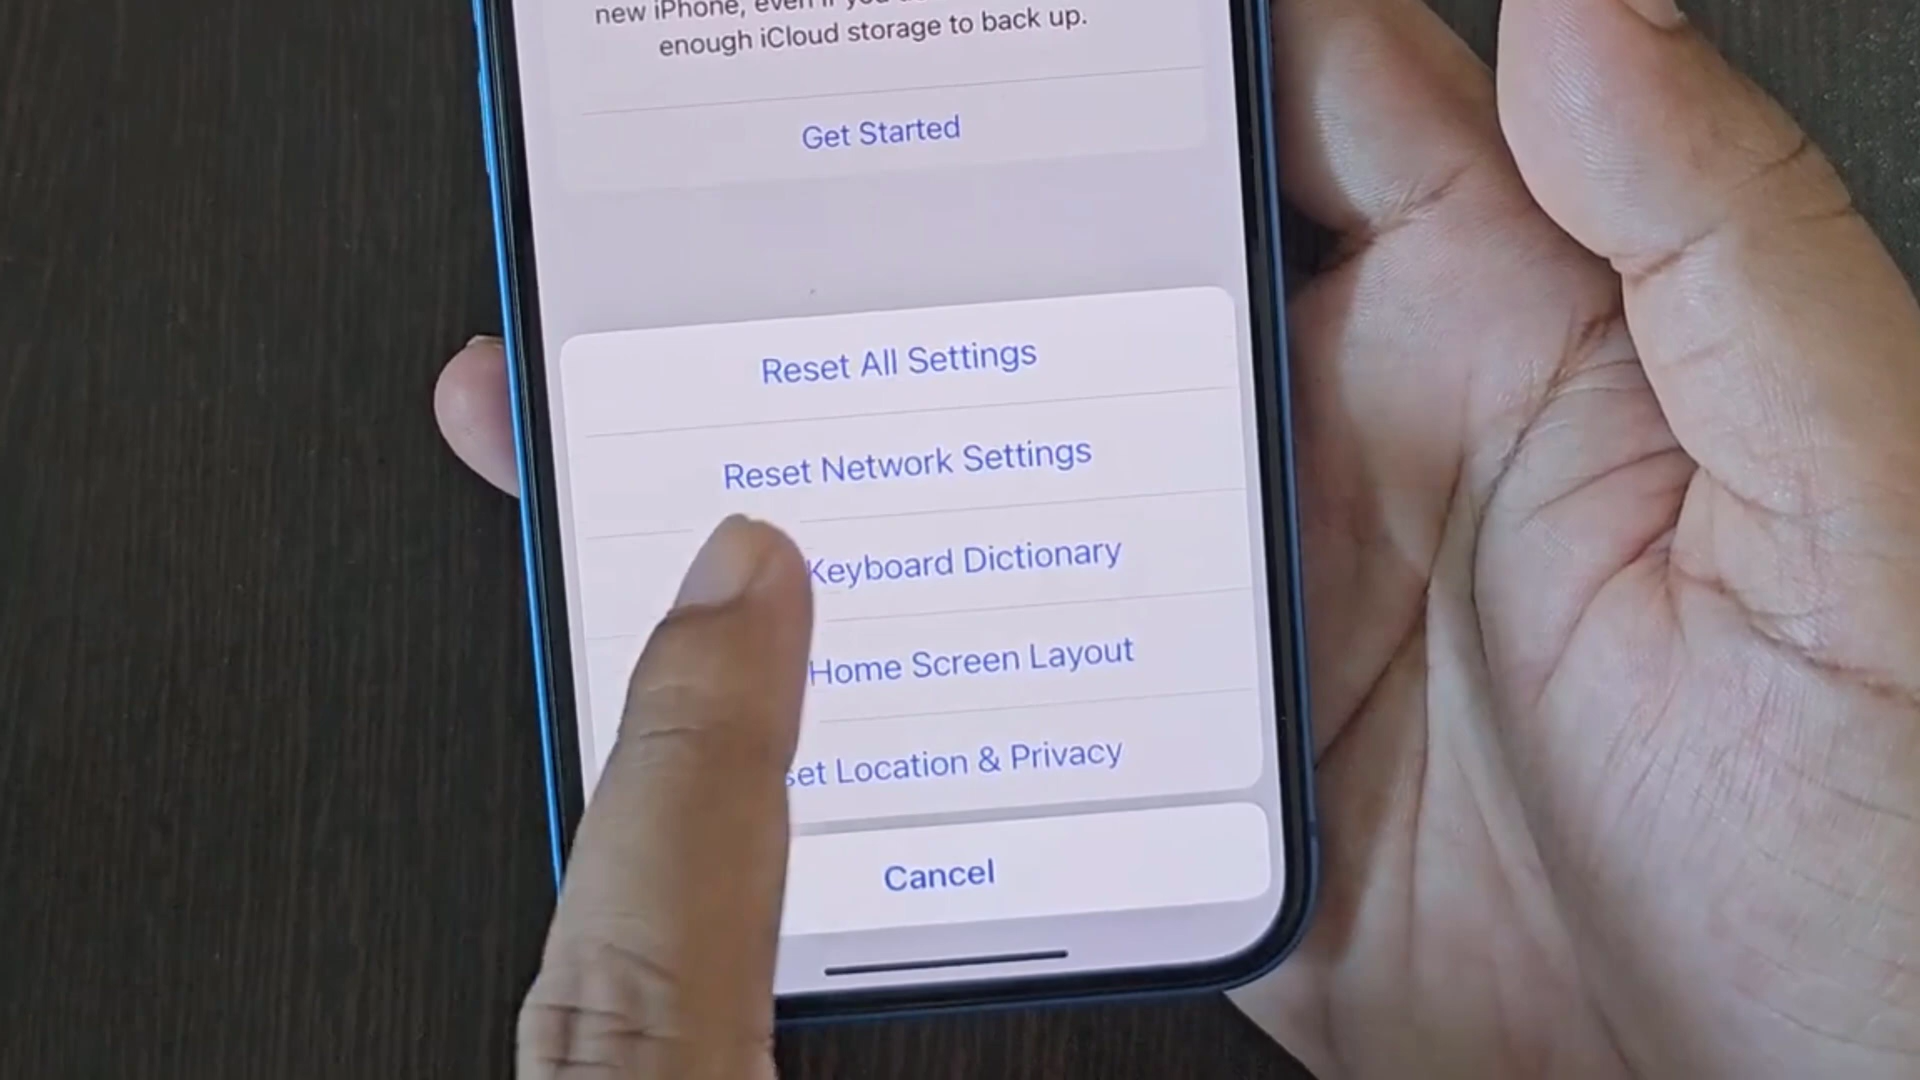 new iPhone, even if you
enough iCloud storage to back up.
Get Started
Reset All Settings
Reset Network Settings
Keyboard Dictionary
Home Screen Layout
set Location & Privacy
Cancel